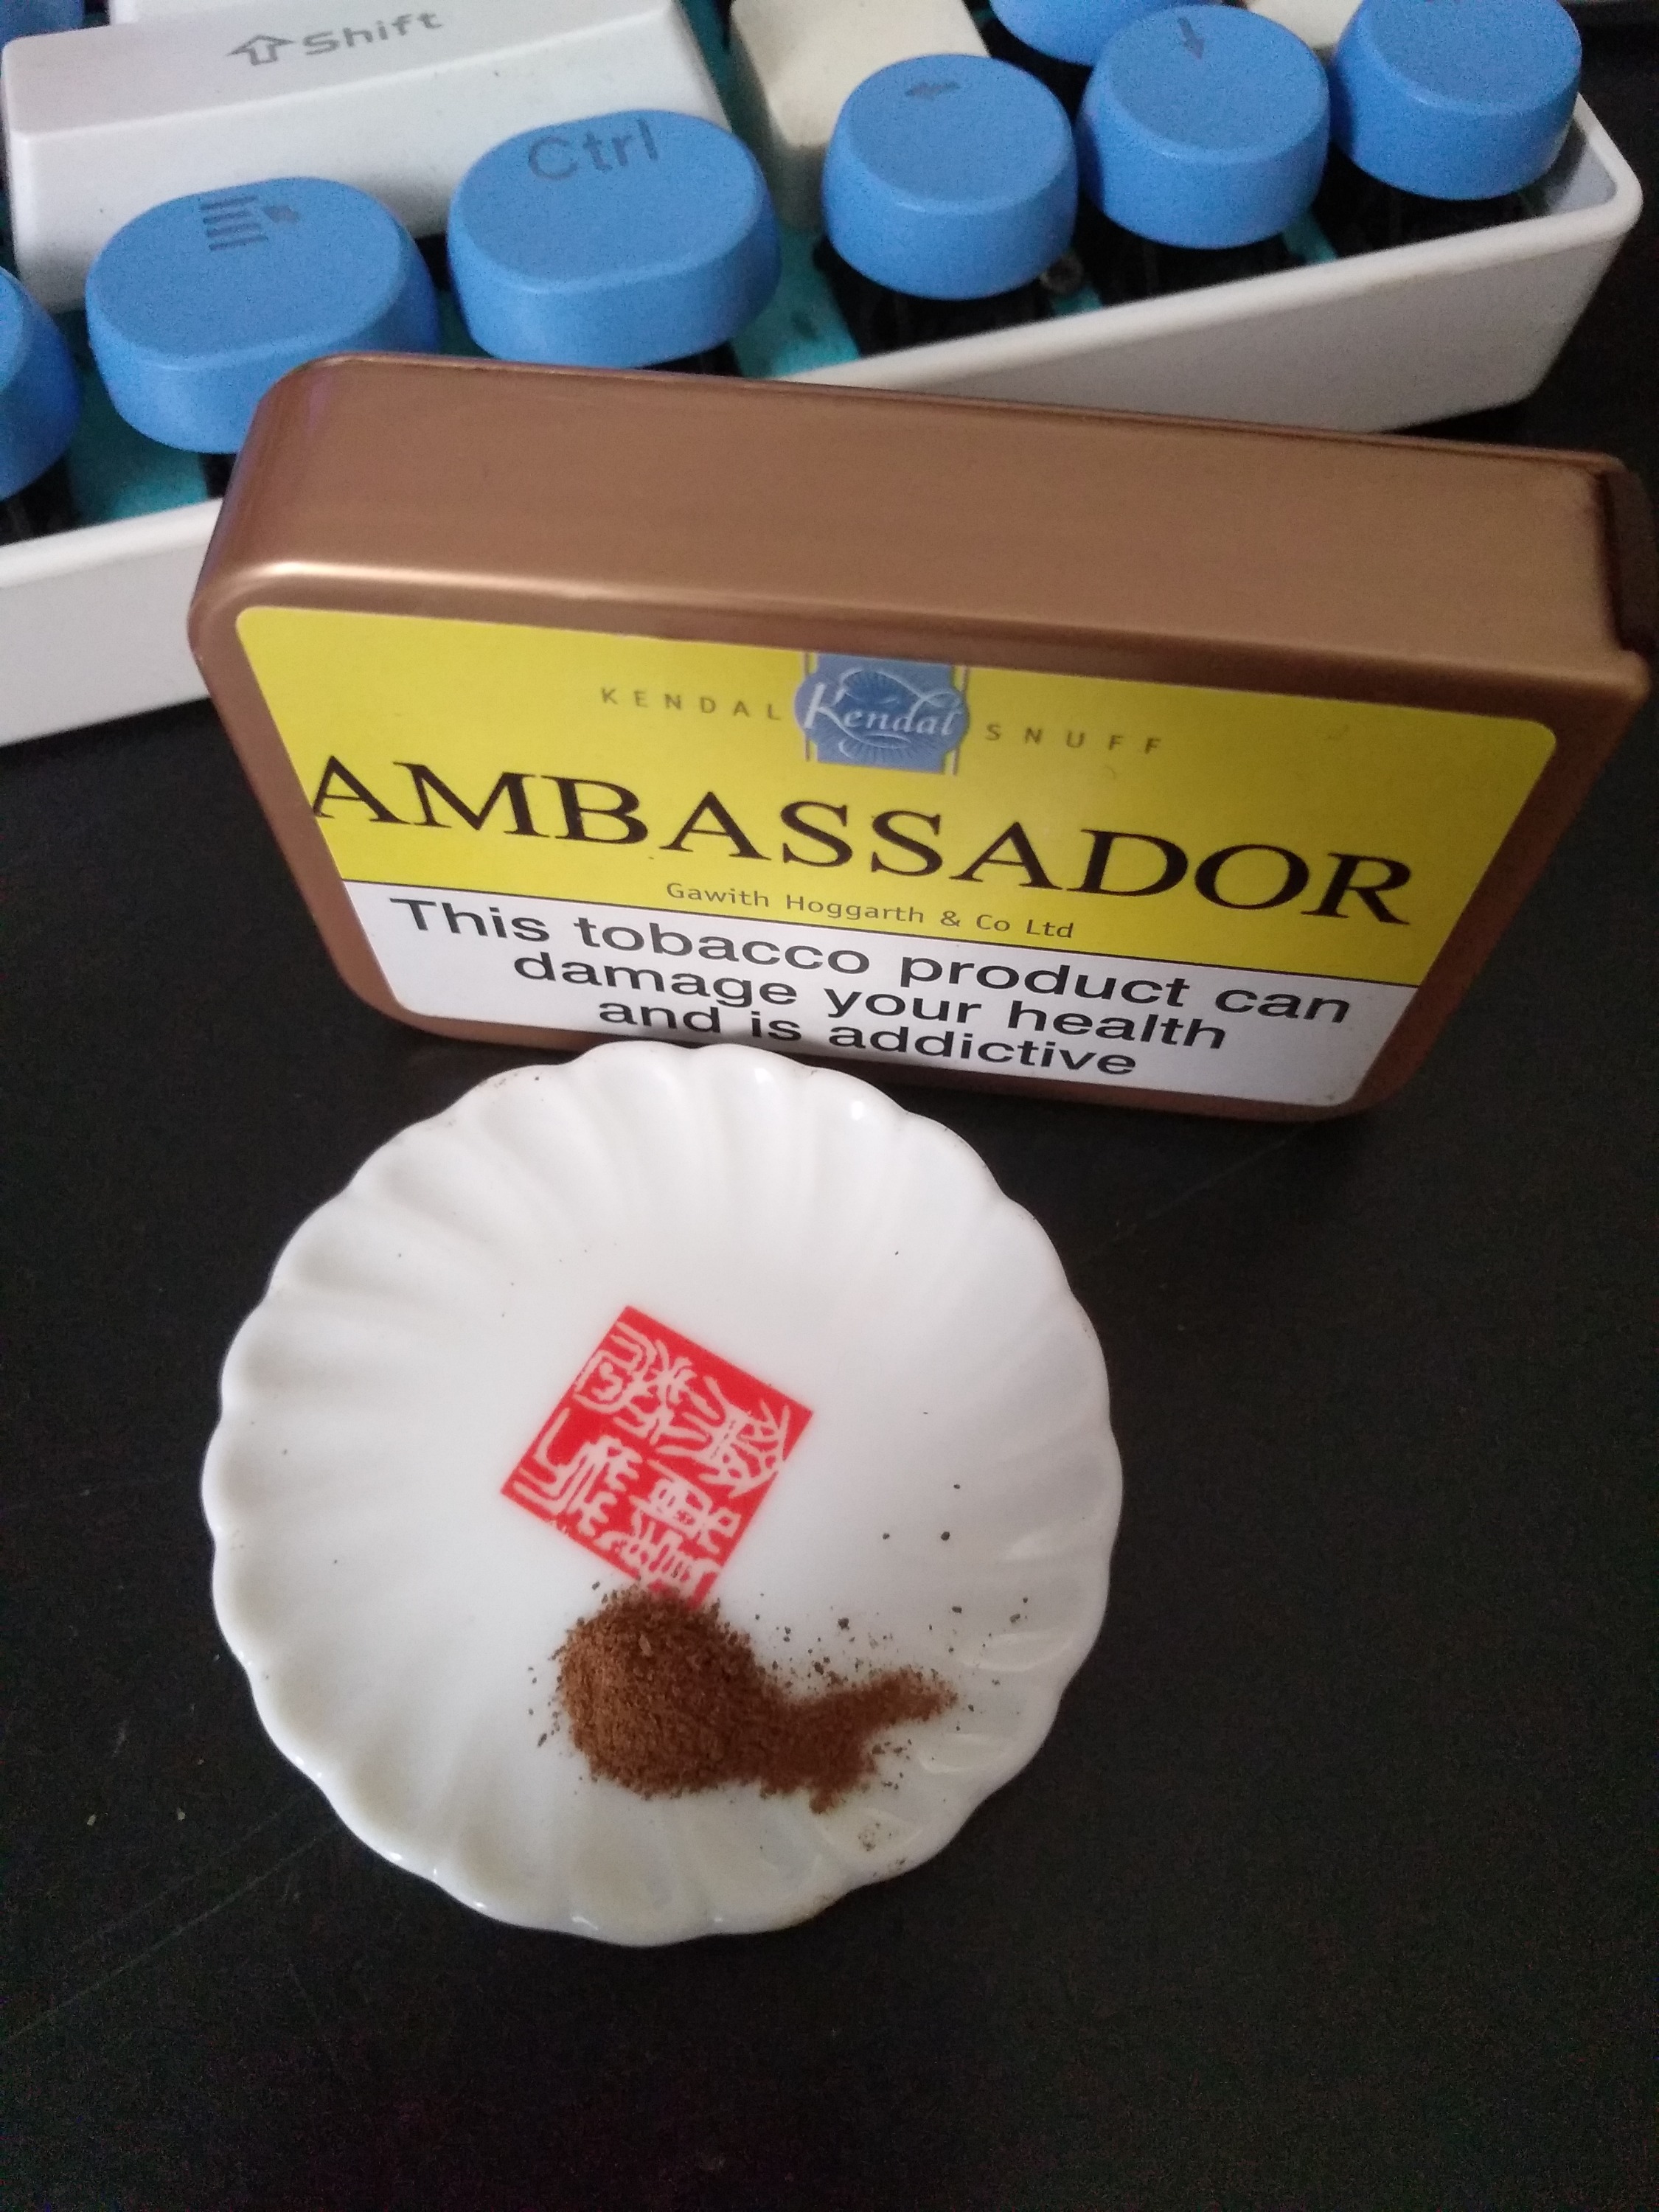 Shift
Ctrl
KENDAL Kendal SNUFF
AMBASSADOR
Gawith Hoggarth & Co Ltd
This tobacco product can
damage your health
and is addictive